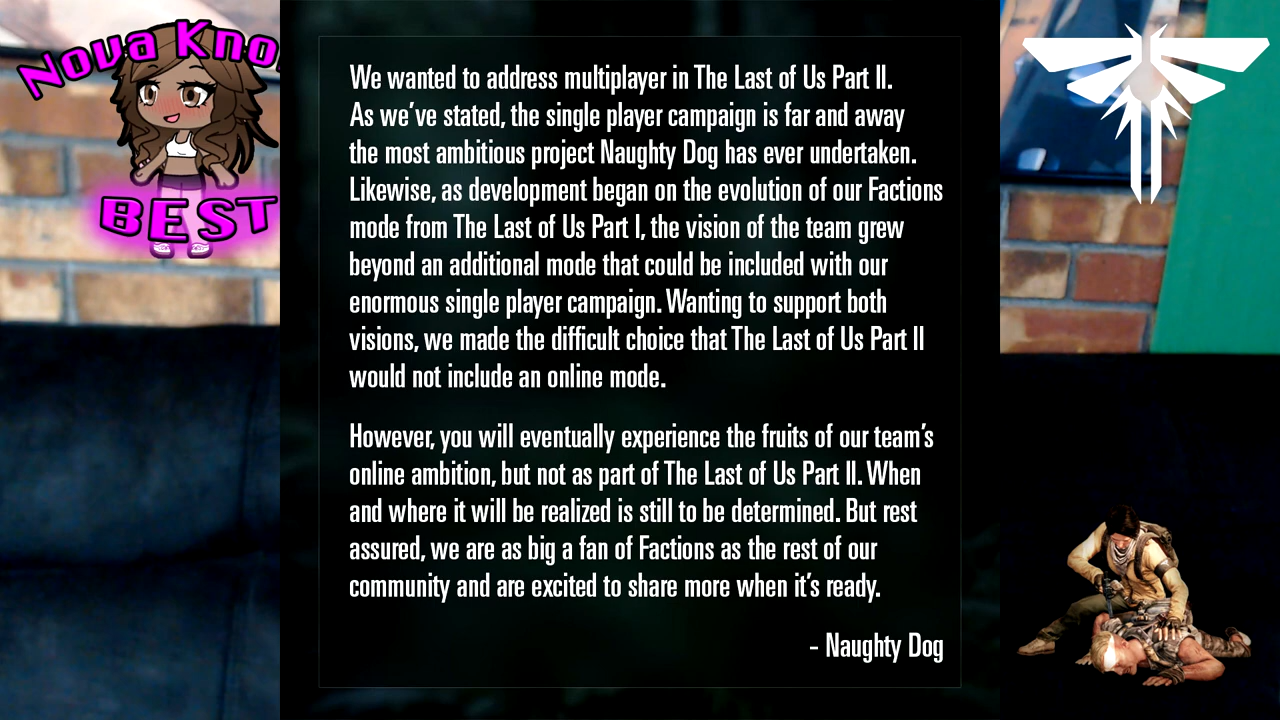 Nova Kno
BEST
We wanted to address multiplayer in The Last of Us Part II.
As we've stated, the single player campaign is far and away
the most ambitious project Naughty Dog has ever undertaken.
Likewise, as development began on the evolution of our Factions
mode from The Last of Us Part I, the vision of the team grew
beyond an additional mode that could be included with our
enormous single player campaign. Wanting to support both
visions, we made the difficult choice that The Last of Us Part II
would not include an online mode.
However, you will eventually experience the fruits of our team's
online ambition, but not as part of The Last of Us Part II. When
and where it will be realized is still to be determined. But rest
assured, we are as big a fan of Factions as the rest of our
community and are excited to share more when it's ready.
- Naughty Dog